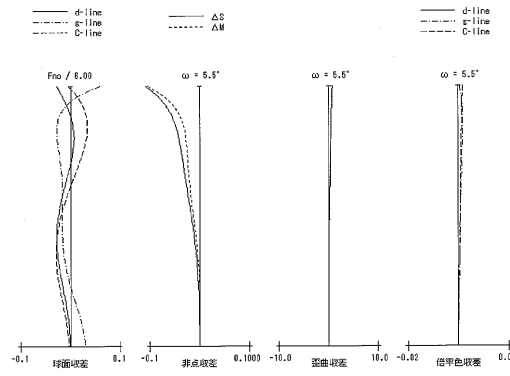 d-line
g-line
C-line
ΔS
ΔM
d-line
g-line
C-line
Fno / 6.00
ω = 5.5°
ω = 5.5°
ω = 5.5°
-0.1 0.1
球面収差
-0.1 0.1000
非点収差
-10.0 10.0
歪曲収差
-0.02 0.0
倍率色収差